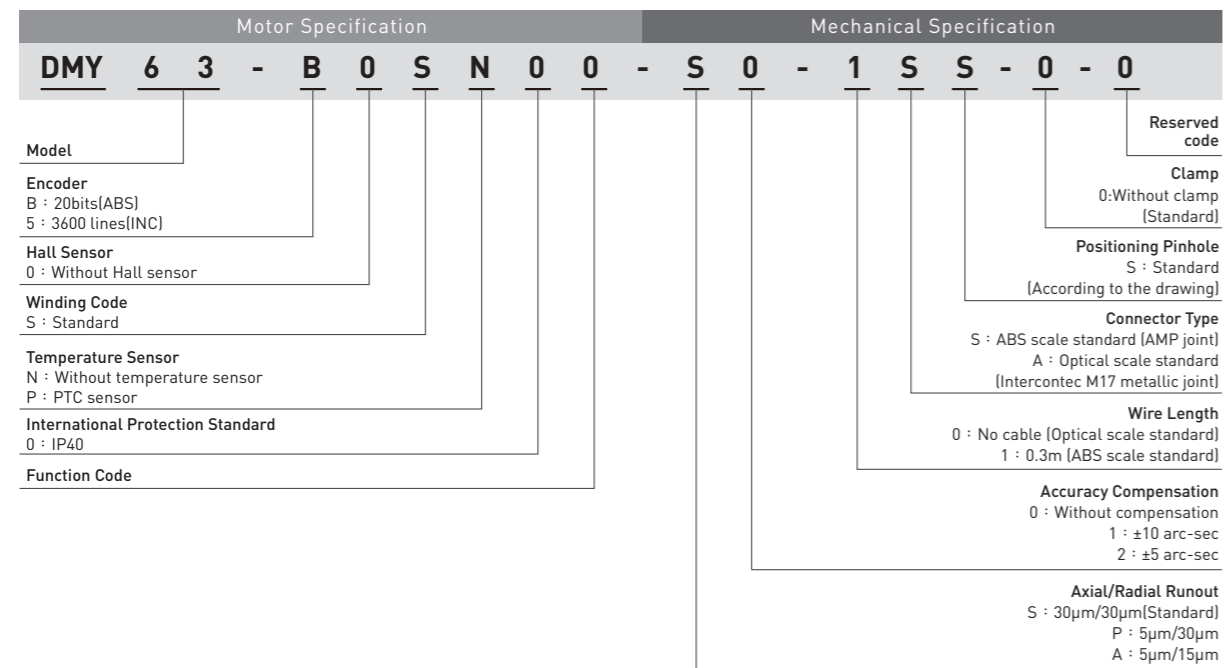 Motor Specification
Mechanical Specification
DMY 6 3 - B 0 S N 0 0 - S 0 - 1 S S - 0 - 0
Model
Encoder
B：20bits(ABS)
5：3600 lines(INC)
Hall Sensor
0：Without Hall sensor
Winding Code
S：Standard
Temperature Sensor
N：Without temperature sensor
P：PTC sensor
International Protection Standard
0：IP40
Function Code
Reserved
code
Clamp
0:Without clamp
(Standard)
Positioning Pinhole
S：Standard
(According to the drawing)
Connector Type
S：ABS scale standard (AMP joint)
A：Optical scale standard
(Intercontec M17 metallic joint)
Wire Length
0：No cable (Optical scale standard)
1：0.3m (ABS scale standard)
Accuracy Compensation
0：Without compensation
1：±10 arc-sec
2：±5 arc-sec
Axial/Radial Runout
S：30μm/30μm(Standard)
P：5μm/30μm
A：5μm/15μm